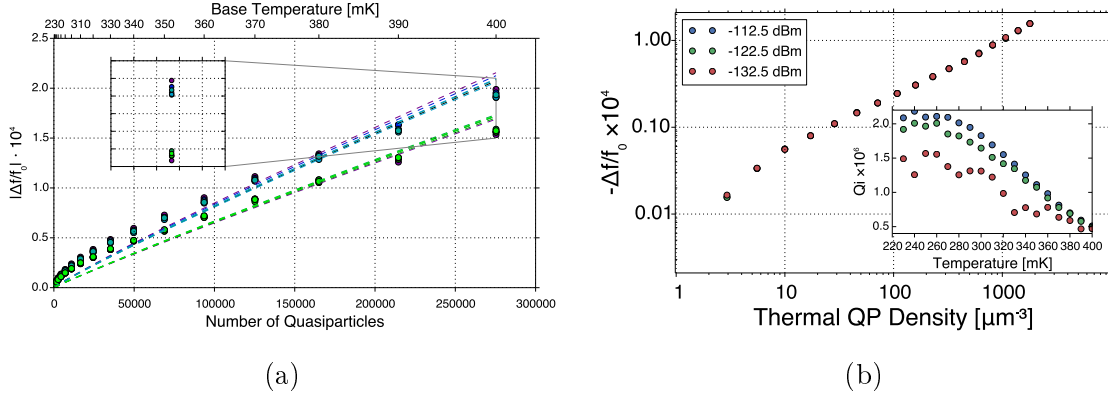 Base Temperature [mK]
230 310 330 340 350 360 370 380 390 400
2.5
2.0
1.5
1.0
0.5
0.0
|Δf/f₀| · 10⁴
0 50000 100000 150000 200000 250000 300000
Number of Quasiparticles
(a)
-112.5 dBm
-122.5 dBm
-132.5 dBm
1.00
0.10
0.01
-Δf/f₀ ×10⁴
2.0
1.5
1.0
0.5
Qi ×10⁶
220 240 260 280 300 320 340 360 380 400
Temperature [mK]
1 10 100 1000
Thermal QP Density [µm⁻³]
(b)